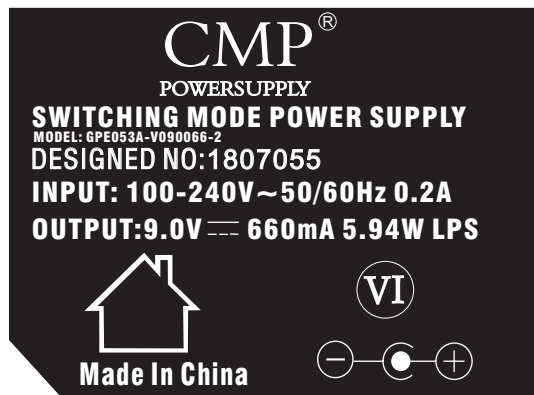 CMP®
POWERSUPPLY
SWITCHING MODE POWER SUPPLY
MODEL: GPE053A-V090066-2
DESIGNED NO:1807055
INPUT: 100-240V~50/60Hz 0.2A
OUTPUT:9.0V ⎓ 660mA 5.94W LPS
VI
Made In China